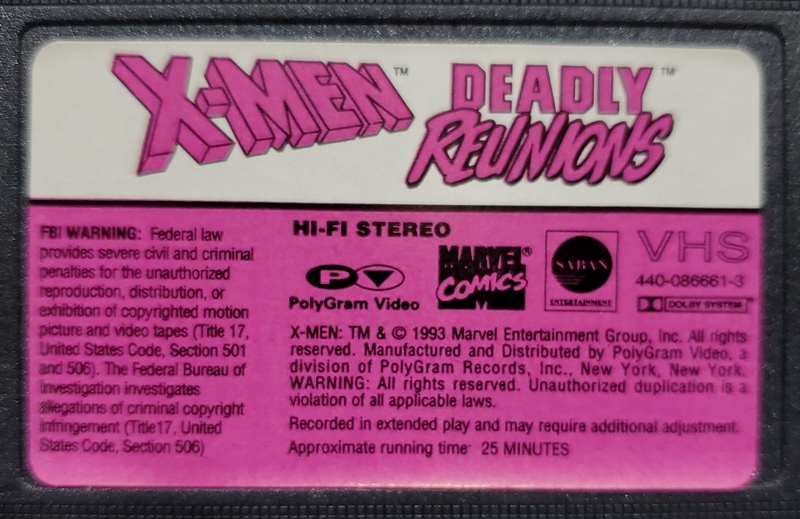 X-MEN™
DEADLY™
REUNIONS
FBI WARNING: Federal law
provides severe civil and criminal
penalties for the unauthorized
reproduction, distribution, or
exhibition of copyrighted motion
picture and video tapes (Title 17,
United States Code, Section 501
and 506). The Federal Bureau of
Investigation investigates
allegations of criminal copyright
infringement (Title17, United
States Code, Section 506)
HI-FI STEREO
P V
PolyGram Video
MARVEL®
COMICS
SABAN
ENTERTAINMENT
VHS
440-086661-3
DOLBY SYSTEM®
X-MEN: TM & © 1993 Marvel Entertainment Group, Inc. All rights
reserved. Manufactured and Distributed by PolyGram Video, a
division of PolyGram Records, Inc., New York, New York.
WARNING: All rights reserved. Unauthorized duplication is a
violation of all applicable laws.
Recorded in extended play and may require additional adjustment.
Approximate running time: 25 MINUTES